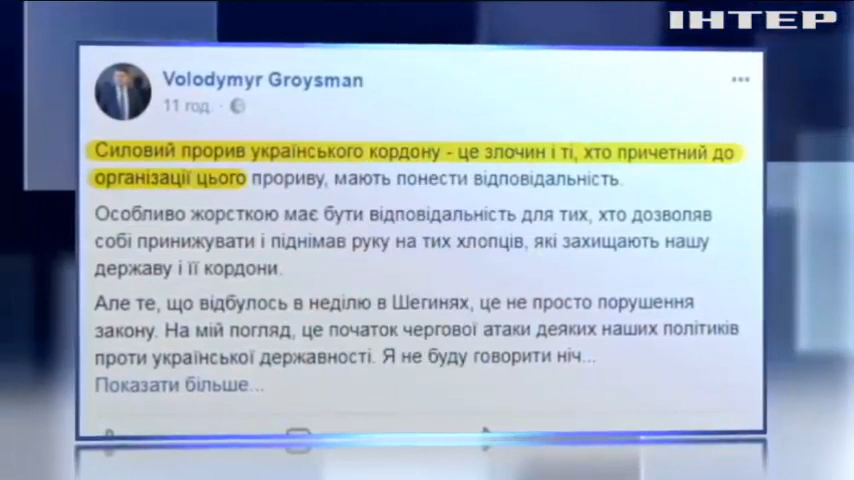 ІНТЕР
Volodymyr Groysman
11 год.
Силовий прорив українського кордону - це злочин і ті, хто причетний до
організації цього прориву, мають понести відповідальність.
Особливо жорсткою має бути відповідальність для тих, хто дозволяв
собі принижувати і піднімав руку на тих хлопців, які захищають нашу
державу і її кордони.
Але те, що відбулось в неділю в Шегинях, це не просто порушення
закону. На мій погляд, це початок чергової атаки деяких наших політиків
проти української державності. Я не буду говорити ніч...
Показати більше...